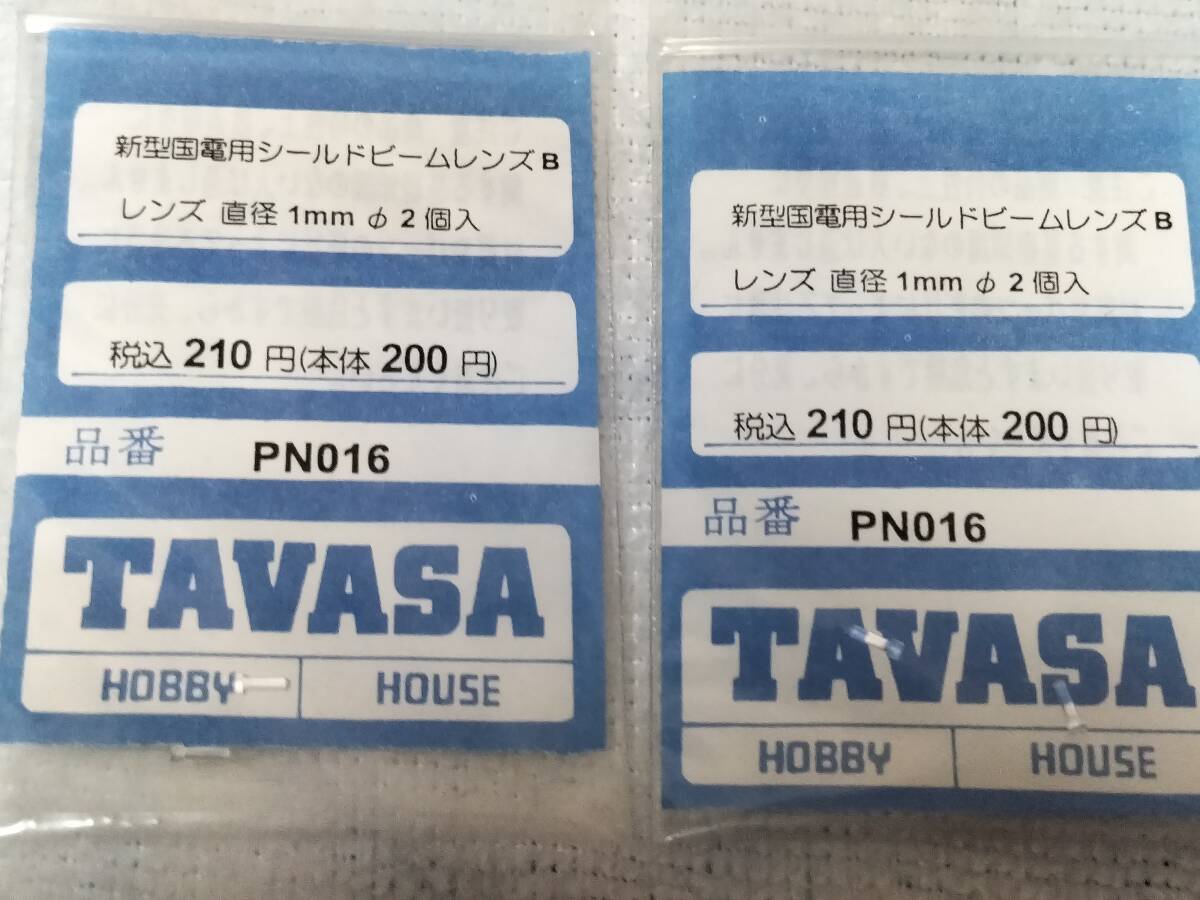 新型国電用シールドビームレンズB
レンズ 直径 1mm φ 2 個入
税込 210 円(本体 200 円)
品番 PN016
TAVASA
HOBBY HOUSE
新型国電用シールドビームレンズB
レンズ 直径 1mm φ 2 個入
税込 210 円(本体 200 円)
品番 PN016
TAVASA
HOBBY HOUSE